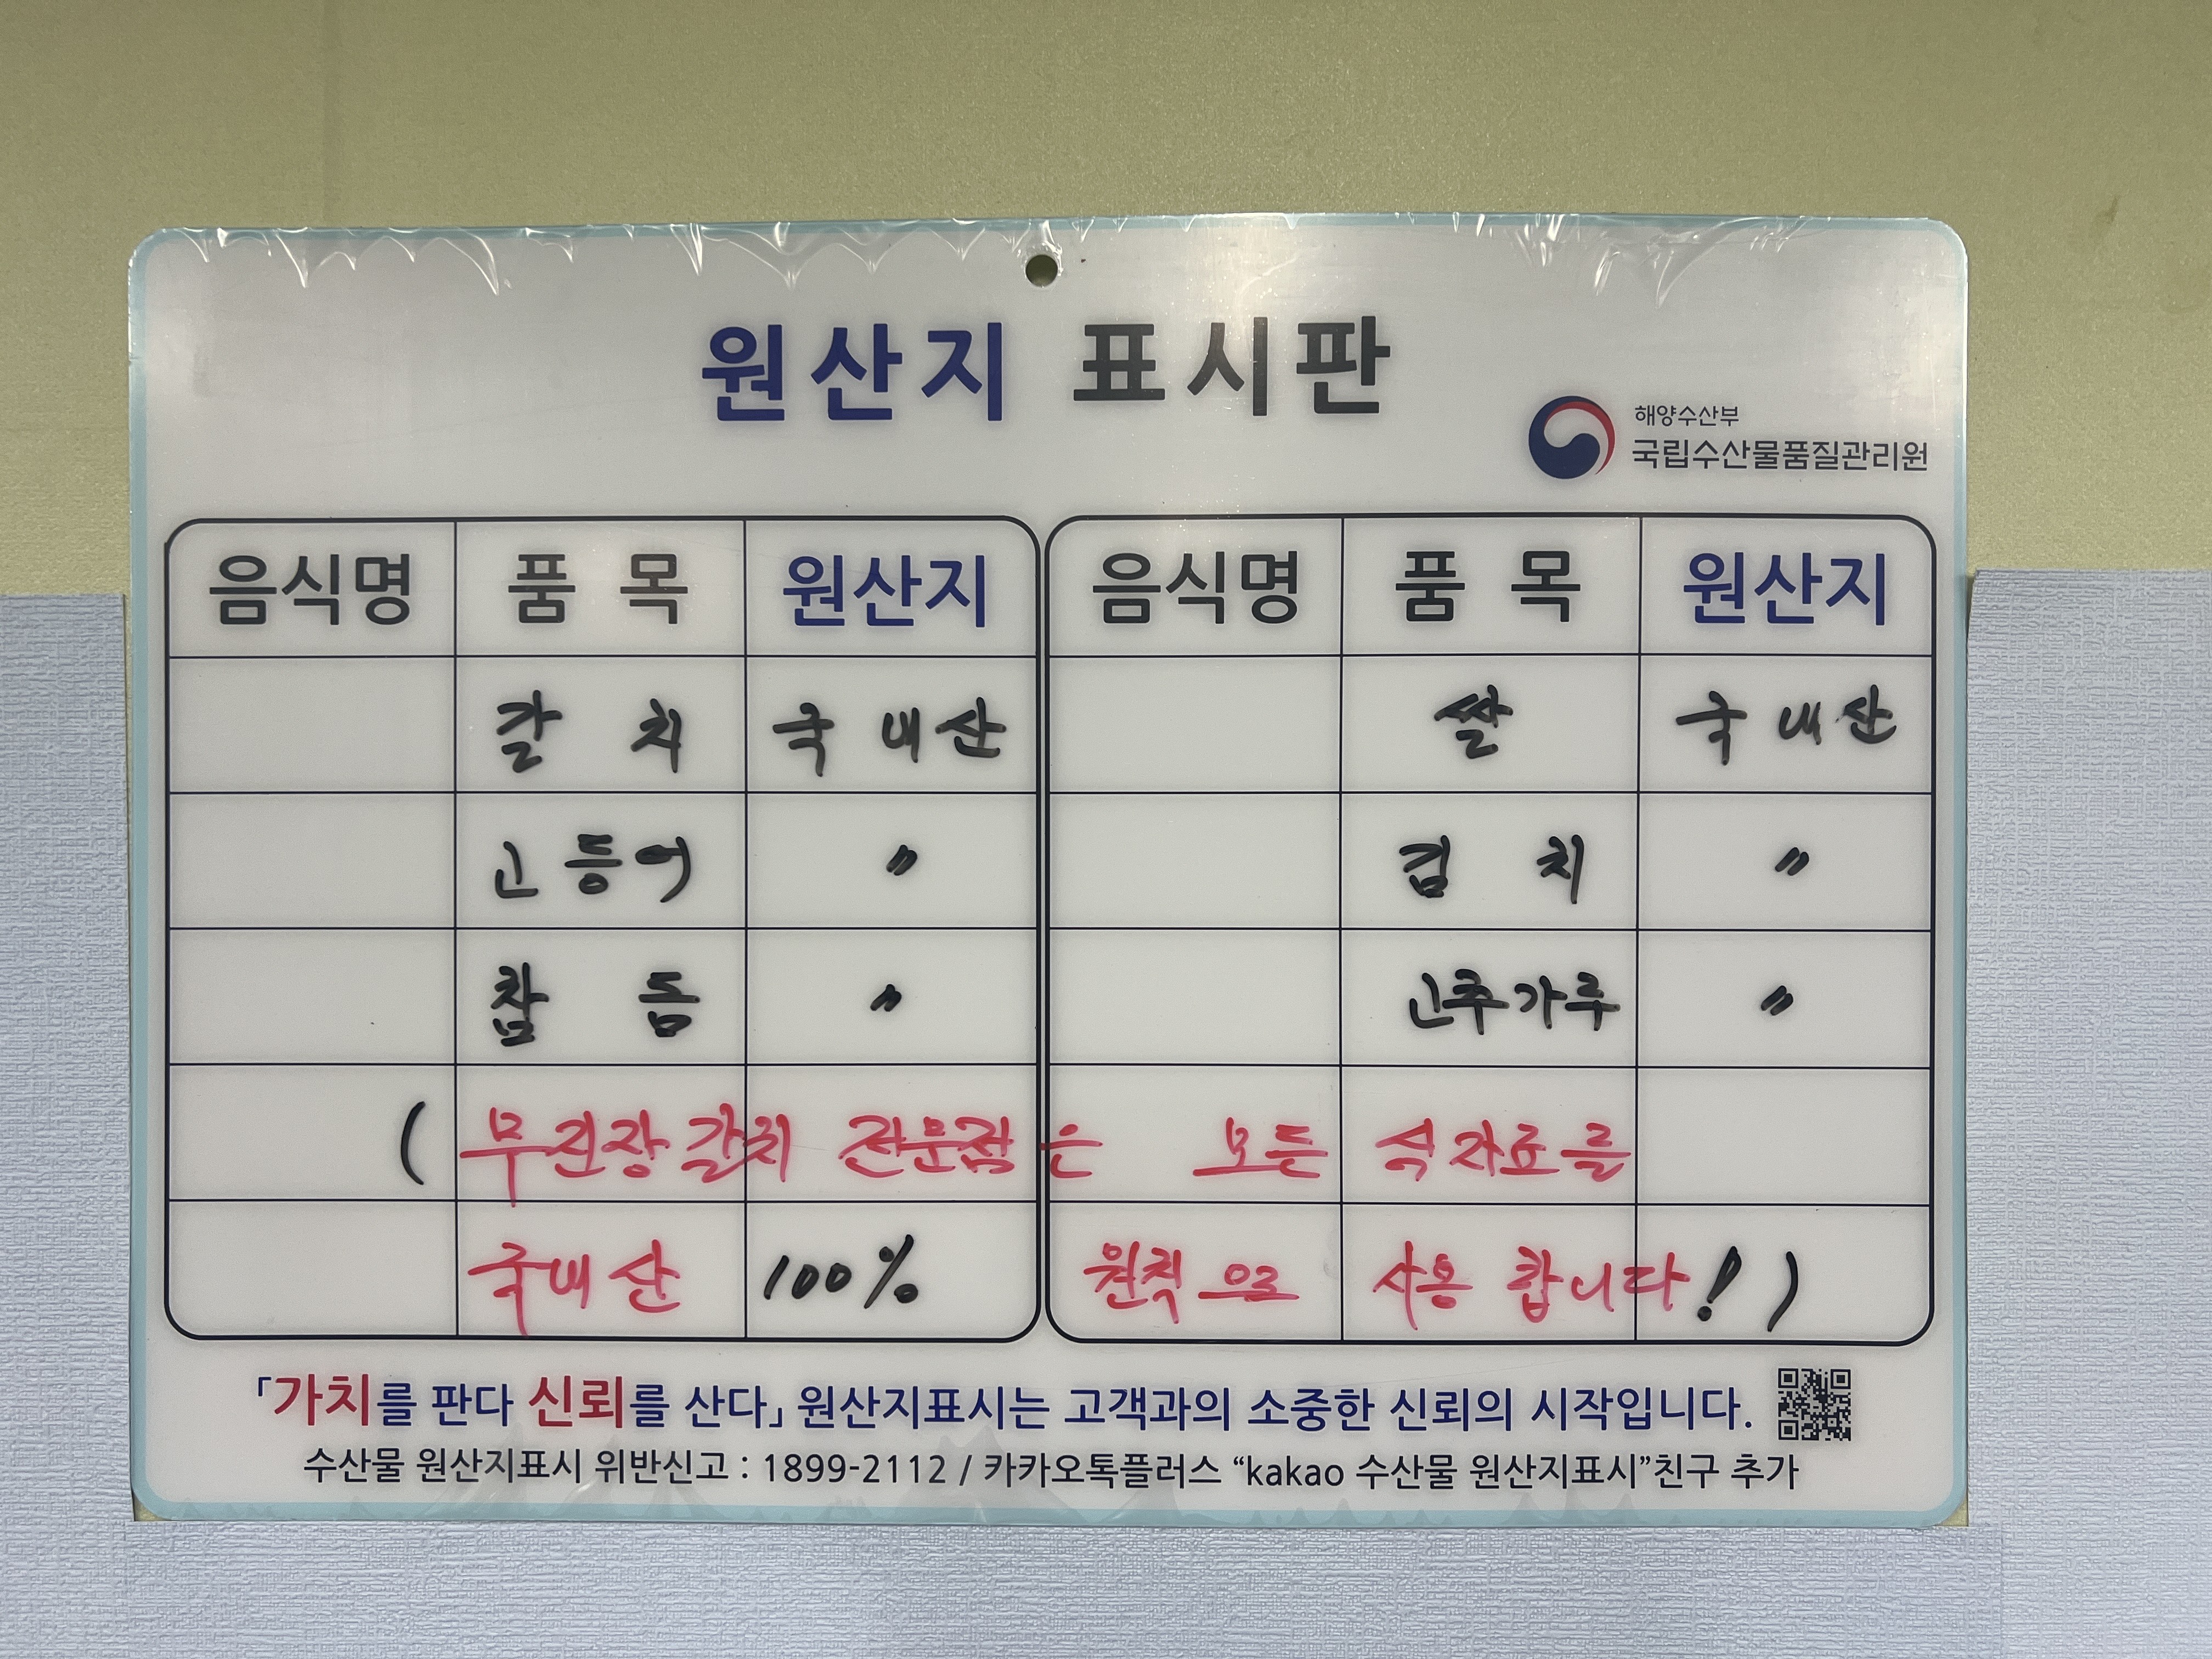 원산지 표시판
해양수산부
국립수산물품질관리원
음식명 품 목 원산지 음식명 품 목 원산지
갈 치 국내산 쌀 국내산
고등어 〃 김 치 〃
참 돔 〃 고추가루 〃
( 무진장갈치 전문점은 모든 식자료를
국내산 100% 원칙으로 사용 합니다! )
「가치를 판다 신뢰를 산다」 원산지표시는 고객과의 소중한 신뢰의 시작입니다.
수산물 원산지표시 위반신고 : 1899-2112 / 카카오톡플러스 “kakao 수산물 원산지표시”친구 추가